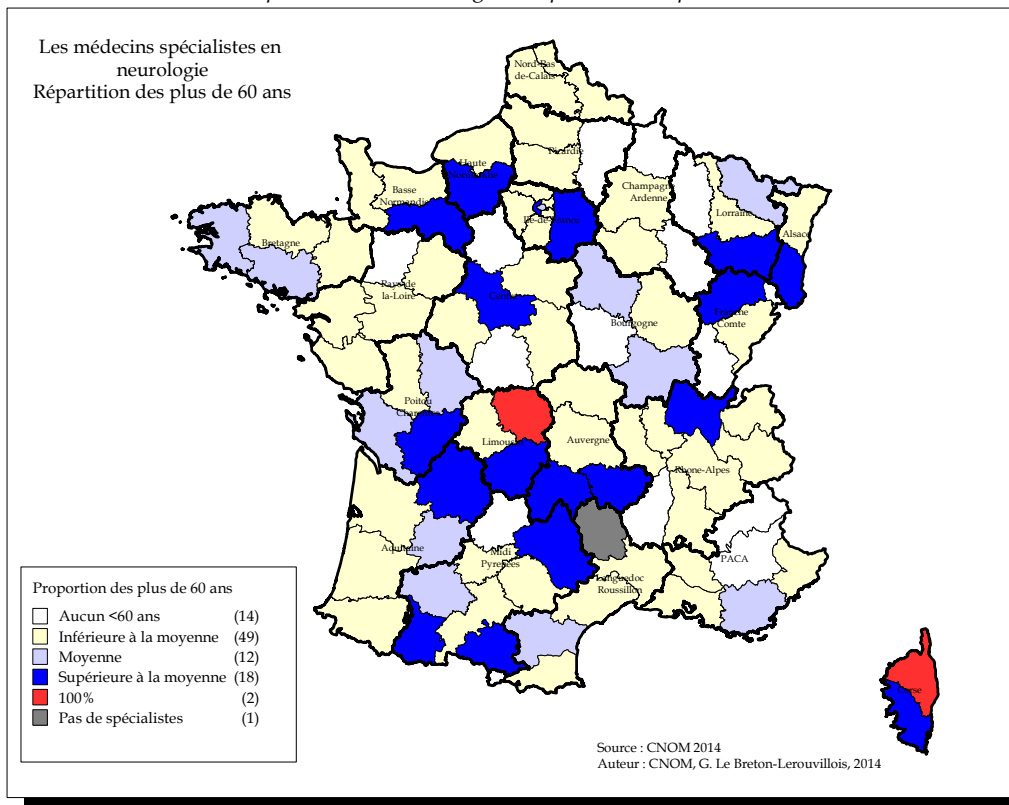 Les médecins spécialistes en
neurologie
Répartition des plus de 60 ans
Nord-Pas
de-Calais
Picardie
Haute
Normandie
Basse
Normandie
Champagne
Ardenne
Ile-de-France
Lorraine
Alsace
Bretagne
Pays de
la-Loire
Centre
Bourgogne
Franche
Comte
Poitou
Charentes
Limousin
Auvergne
Rhone-Alpes
Aquitaine
Midi
Pyrenées
Languedoc
Roussillon
PACA
Corse
Proportion des plus de 60 ans
Aucun <60 ans (14)
Inférieure à la moyenne (49)
Moyenne (12)
Supérieure à la moyenne (18)
100% (2)
Pas de spécialistes (1)
Source : CNOM 2014
Auteur : CNOM, G. Le Breton-Lerouvillois, 2014